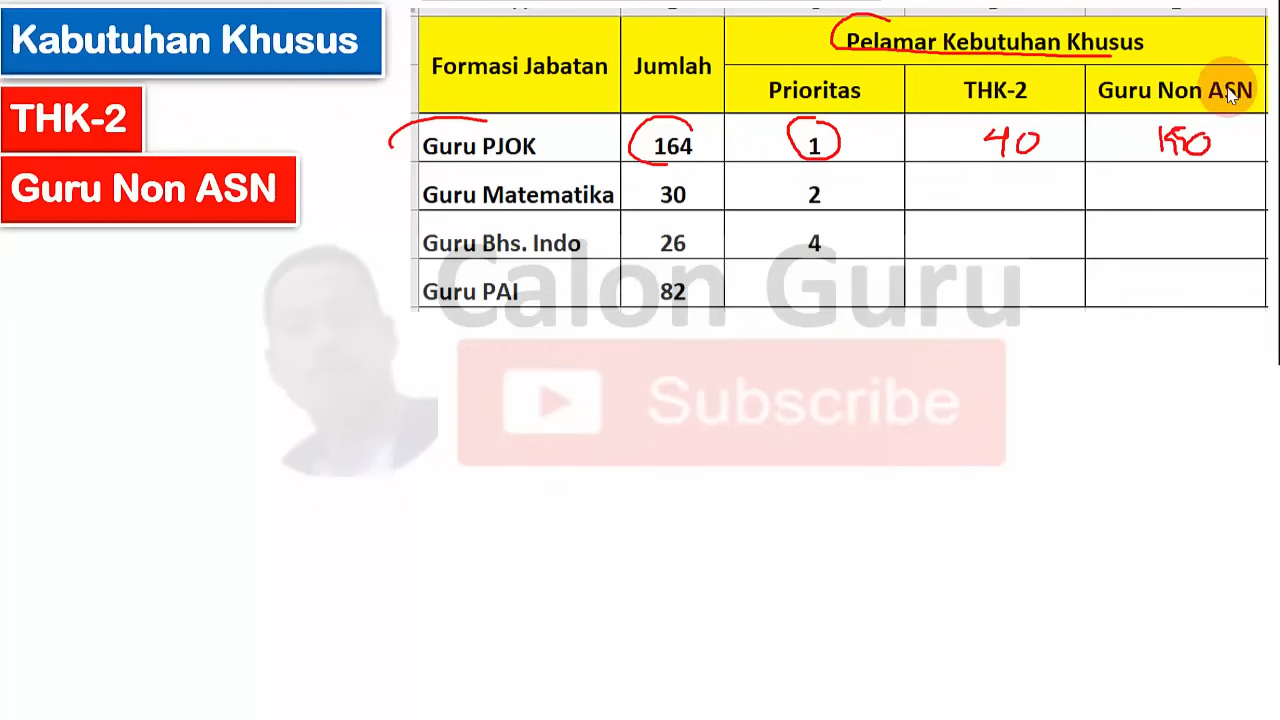 Kabutuhan Khusus
THK-2
Guru Non ASN
Formasi Jabatan Jumlah Pelamar Kebutuhan Khusus
Prioritas THK-2 Guru Non ASN
Guru PJOK 164 1 40
Guru Matematika 30 2
Guru Bhs. Indo 26 4
Guru PAI 82
Calon Guru
Subscribe